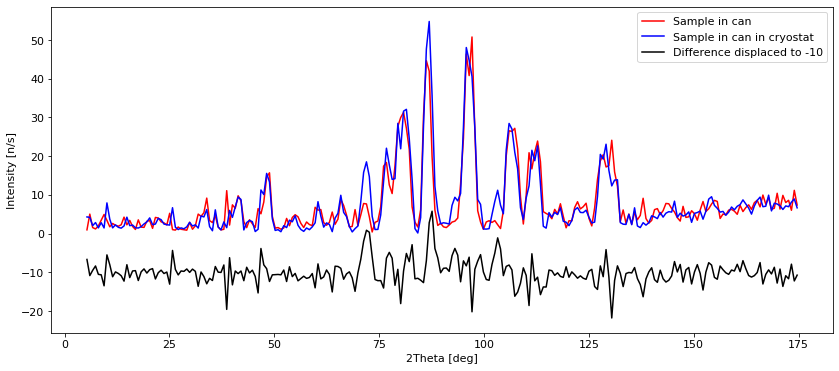 Sample in can
Sample in can in cryostat
Difference displaced to -10
Intensity [n/s]
50
40
30
20
10
0
−10
−20
0 25 50 75 100 125 150 175
2Theta [deg]